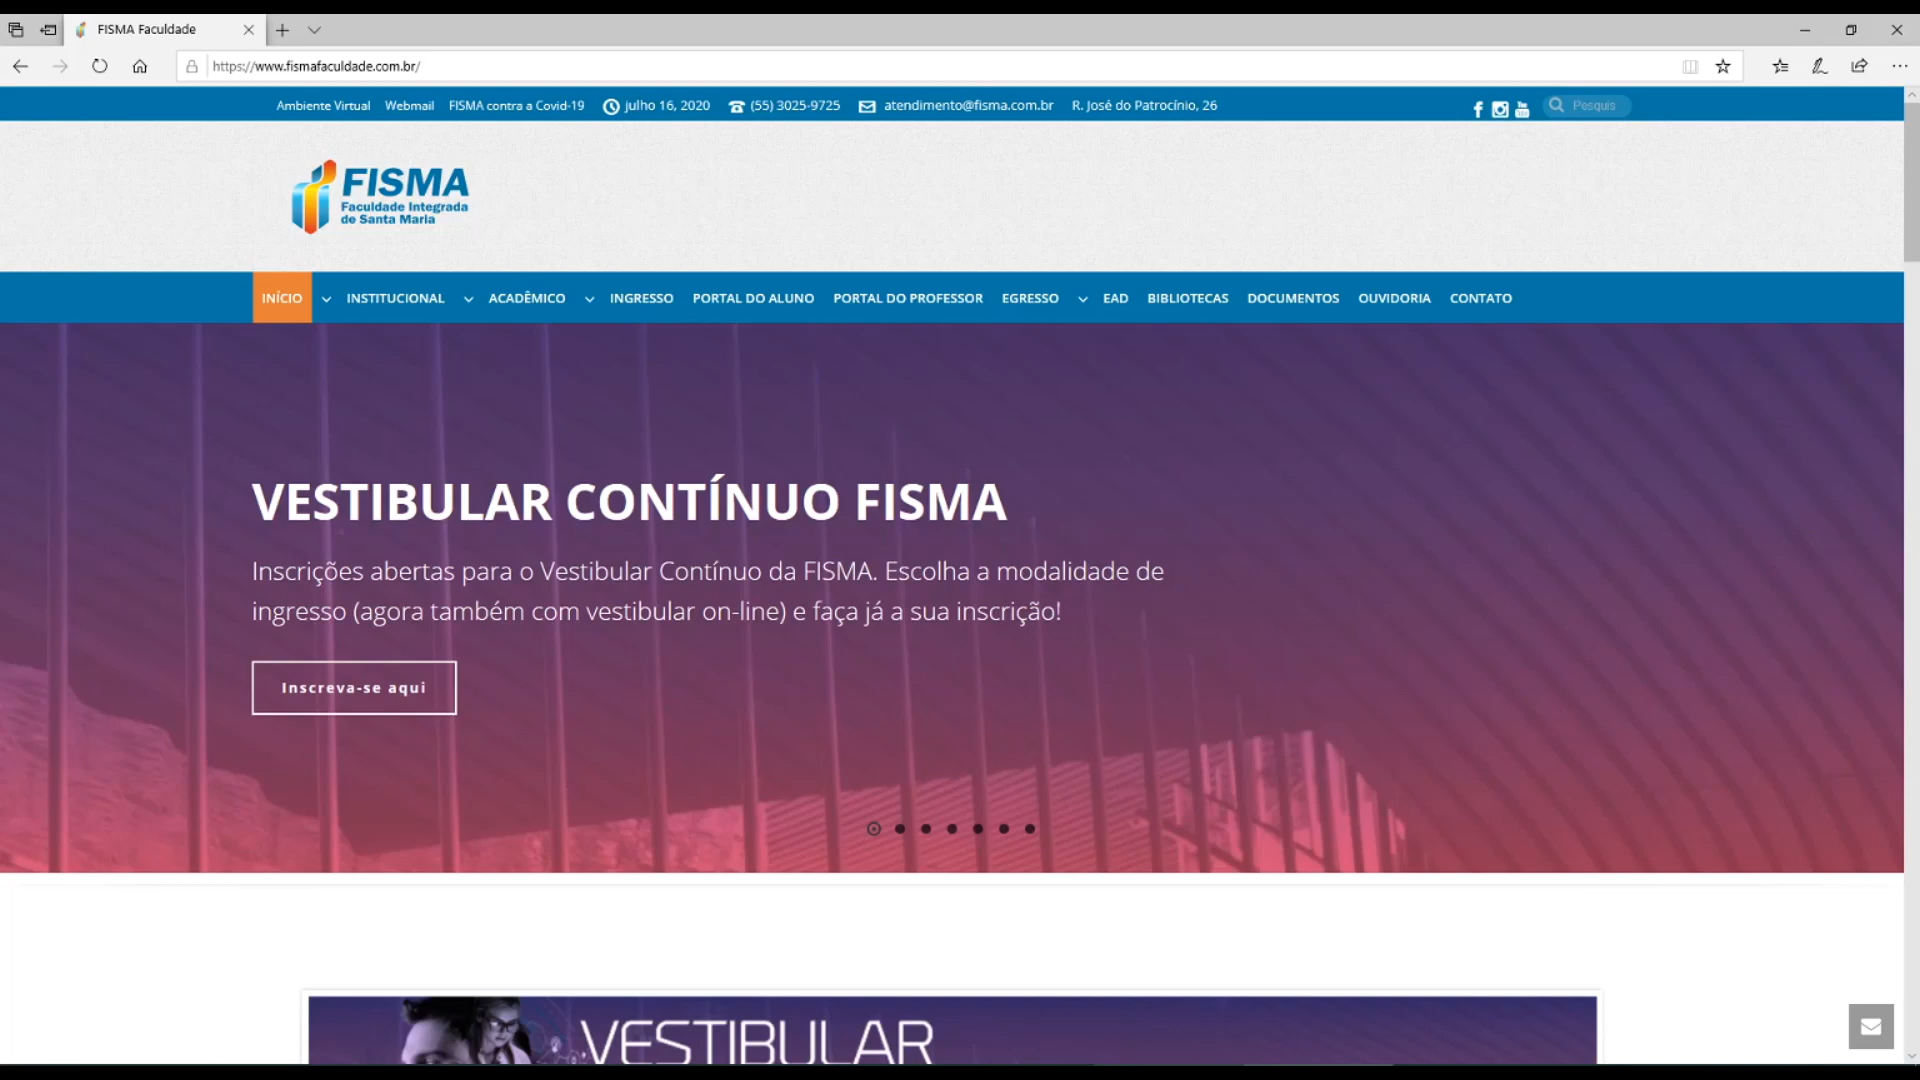 FISMA Faculdade
https://www.fismafaculdade.com.br/
Ambiente Virtual Webmail FISMA contra a Covid-19 julho 16, 2020 (55) 3025-9725 atendimento@fisma.com.br R. José do Patrocínio, 26 Pesquis
FISMA
Faculdade Integrada
de Santa Maria
INÍCIO INSTITUCIONAL ACADÊMICO INGRESSO PORTAL DO ALUNO PORTAL DO PROFESSOR EGRESSO EAD BIBLIOTECAS DOCUMENTOS OUVIDORIA CONTATO
VESTIBULAR CONTÍNUO FISMA
Inscrições abertas para o Vestibular Contínuo da FISMA. Escolha a modalidade de
ingresso (agora também com vestibular on-line) e faça já a sua inscrição!
Inscreva-se aqui
VESTIBULAR